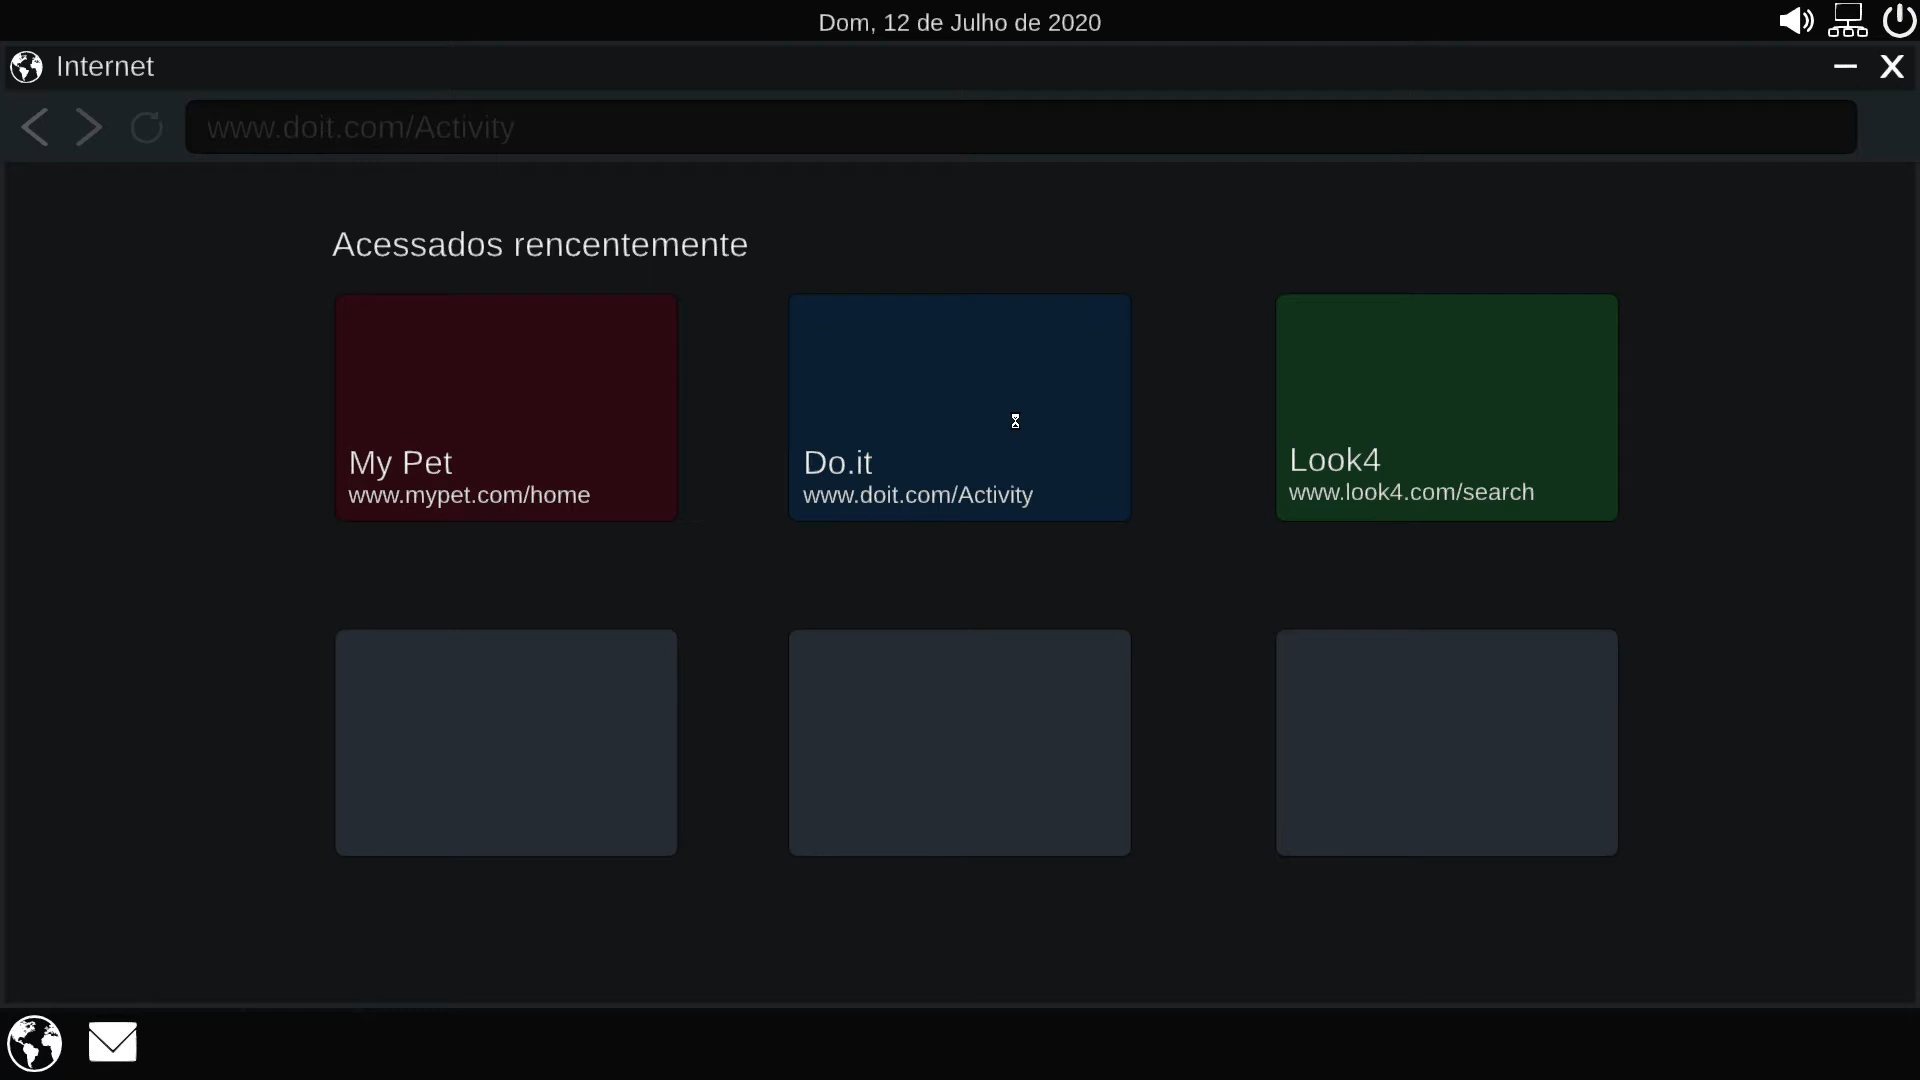 Dom, 12 de Julho de 2020
Internet
www.doit.com/Activity
Acessados rencentemente
My Pet
www.mypet.com/home
Do.it
www.doit.com/Activity
Look4
www.look4.com/search